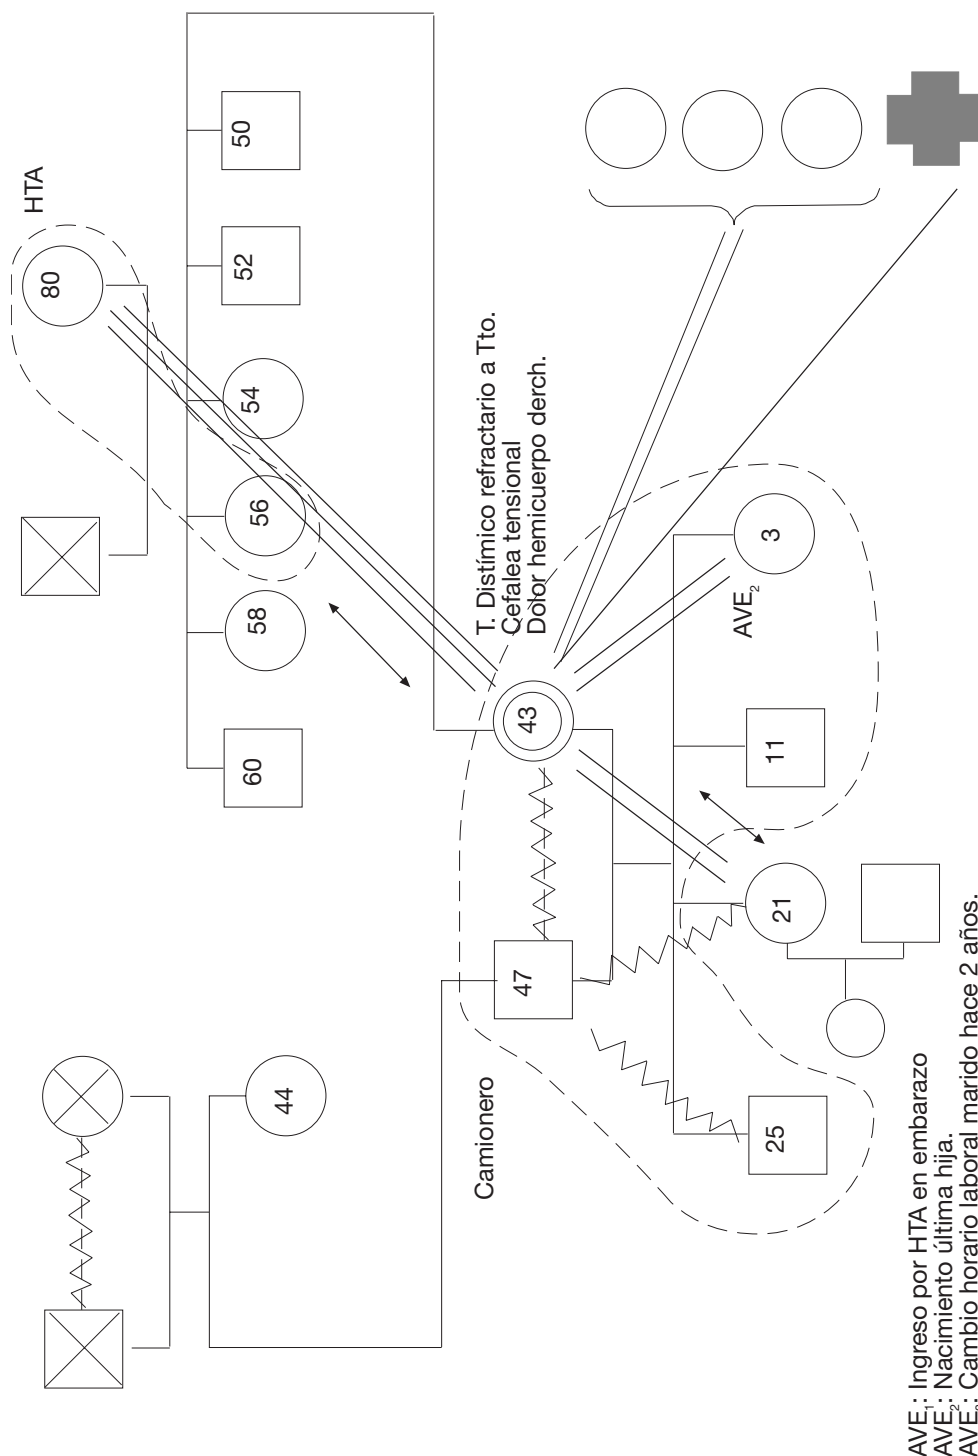 HTA
80
60
58
56
54
52
50
44
Camionero
47
43
T. Distímico refractario a Tto.
Cefalea tensional
Dolor hemicuerpo derch.
25
21
11
3
AVE₂
AVE₁: Ingreso por HTA en embarazo
AVE₂: Nacimiento última hija.
AVE₃: Cambio horario laboral marido hace 2 años.